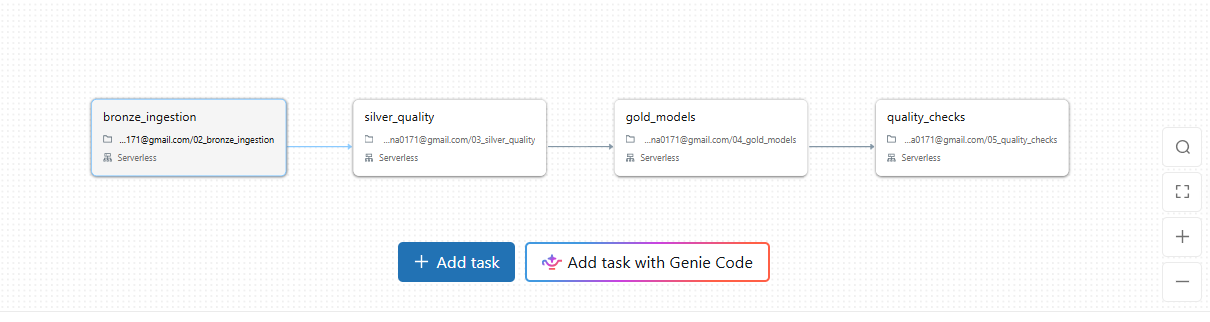 bronze_ingestion
...171@gmail.com/02_bronze_ingestion
Serverless
silver_quality
...na0171@gmail.com/03_silver_quality
Serverless
gold_models
...na0171@gmail.com/04_gold_models
Serverless
quality_checks
...a0171@gmail.com/05_quality_checks
Serverless
+ Add task
Add task with Genie Code